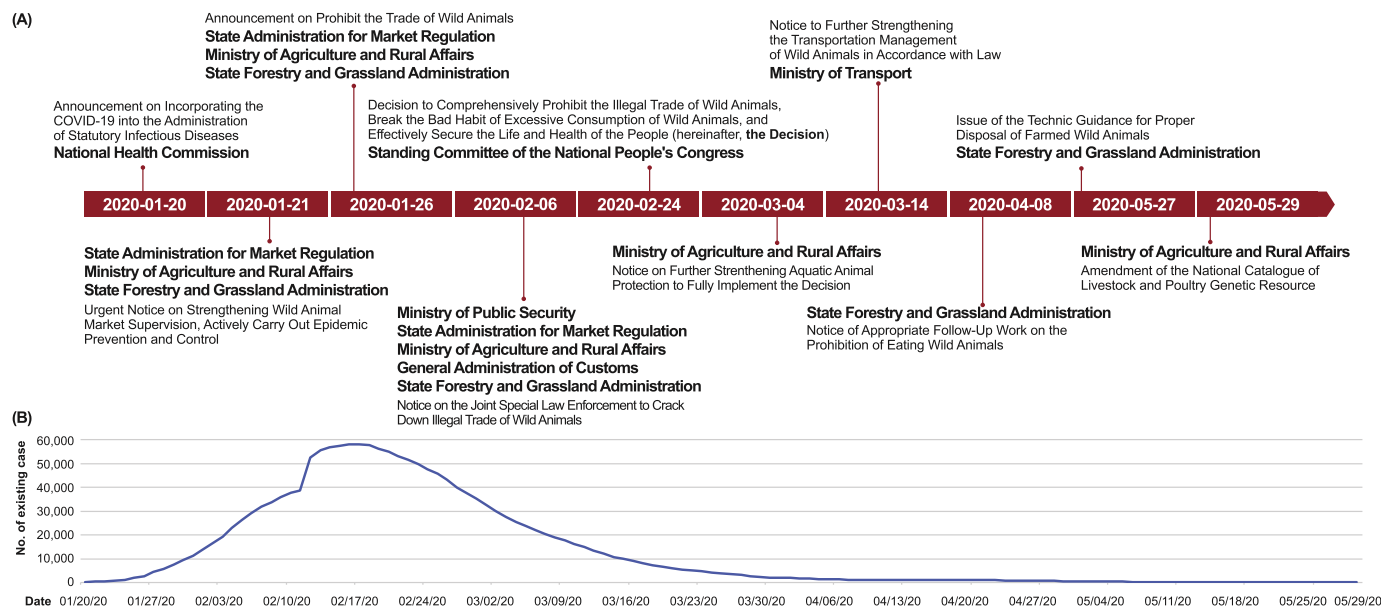 (A)
Announcement on Prohibit the Trade of Wild Animals
State Administration for Market Regulation
Ministry of Agriculture and Rural Affairs
State Forestry and Grassland Administration
Notice to Further Strengthening
the Transportation Management
of Wild Animals in Accordance with Law
Ministry of Transport
Announcement on Incorporating the
COVID-19 into the Administration
of Statutory Infectious Diseases
National Health Commission
Decision to Comprehensively Prohibit the Illegal Trade of Wild Animals,
Break the Bad Habit of Excessive Consumption of Wild Animals, and
Effectively Secure the Life and Health of the People (hereinafter, the Decision)
Standing Committee of the National People's Congress
Issue of the Technic Guidance for Proper
Disposal of Farmed Wild Animals
State Forestry and Grassland Administration
2020-01-20 2020-01-21 2020-01-26 2020-02-06 2020-02-24 2020-03-04 2020-03-14 2020-04-08 2020-05-27 2020-05-29
State Administration for Market Regulation
Ministry of Agriculture and Rural Affairs
State Forestry and Grassland Administration
Urgent Notice on Strengthening Wild Animal
Market Supervision, Actively Carry Out Epidemic
Prevention and Control
Ministry of Public Security
State Administration for Market Regulation
Ministry of Agriculture and Rural Affairs
General Administration of Customs
State Forestry and Grassland Administration
Notice on the Joint Special Law Enforcement to Crack
Down Illegal Trade of Wild Animals
Ministry of Agriculture and Rural Affairs
Notice on Further Strenthening Aquatic Animal
Protection to Fully Implement the Decision
State Forestry and Grassland Administration
Notice of Appropriate Follow-Up Work on the
Prohibition of Eating Wild Animals
Ministry of Agriculture and Rural Affairs
Amendment of the National Catalogue of
Livestock and Poultry Genetic Resource
(B)
No. of existing case
60,000
50,000
40,000
30,000
20,000
10,000
0
Date 01/20/20 01/27/20 02/03/20 02/10/20 02/17/20 02/24/20 03/02/20 03/09/20 03/16/20 03/23/20 03/30/20 04/06/20 04/13/20 04/20/20 04/27/20 05/04/20 05/11/20 05/18/20 05/25/20 05/29/20